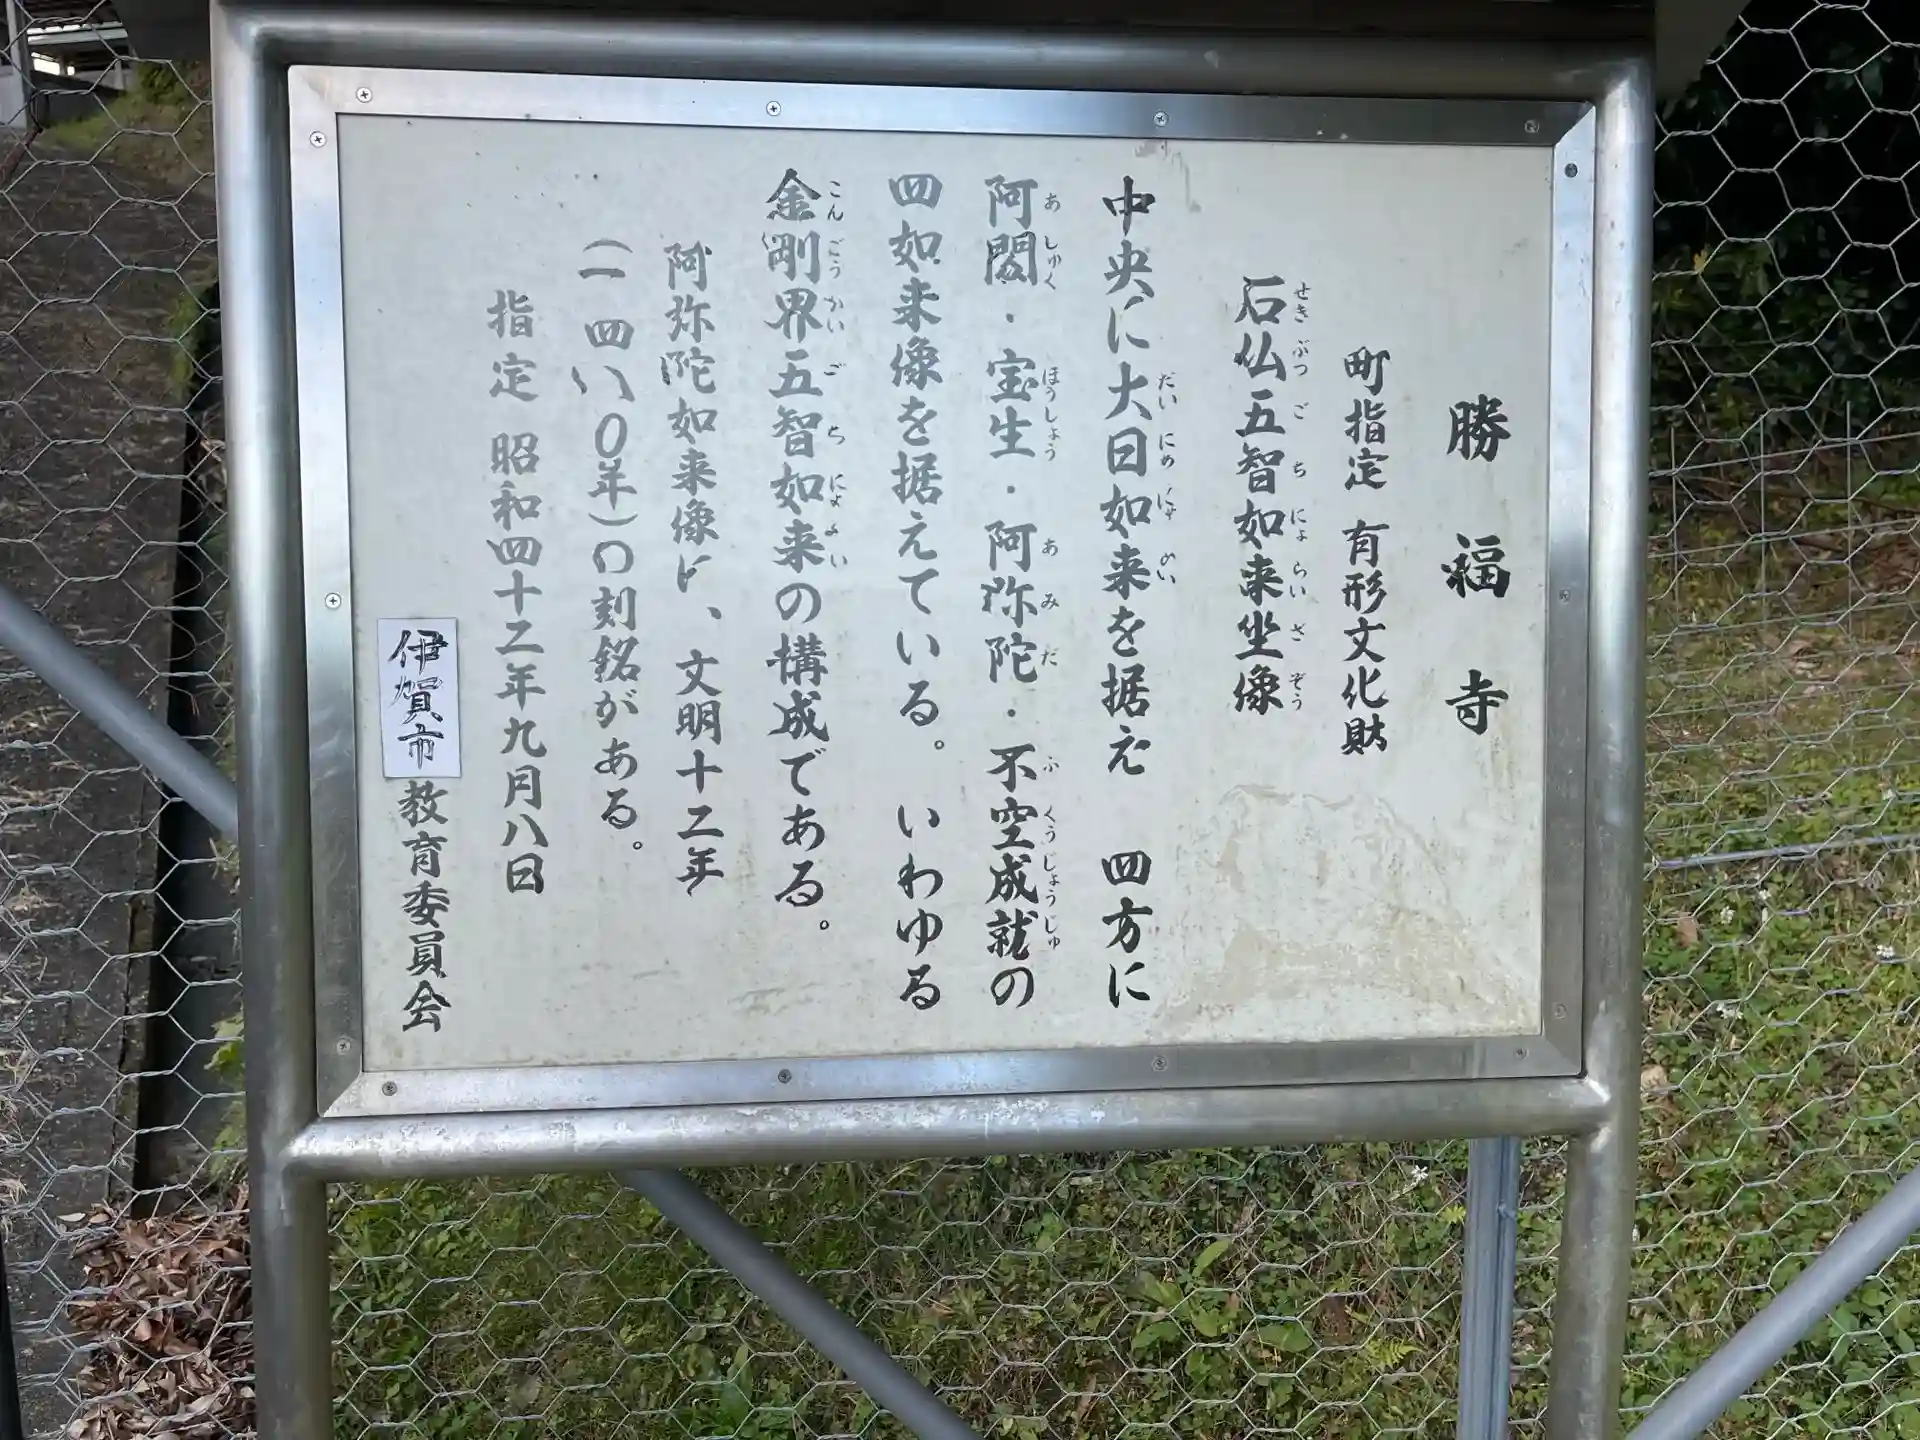 勝福寺
町指定 有形文化財
石仏五智如来坐像
中央に大日如来を据え 四方に
阿閦・宝生・阿弥陀・不空成就の
四如来像を据えている。いわゆる
金剛界五智如来の構成である。
阿弥陀如来像に、文明十二年
(一四八〇年)の刻銘がある。
指定 昭和四十二年九月八日
伊賀市教育委員会